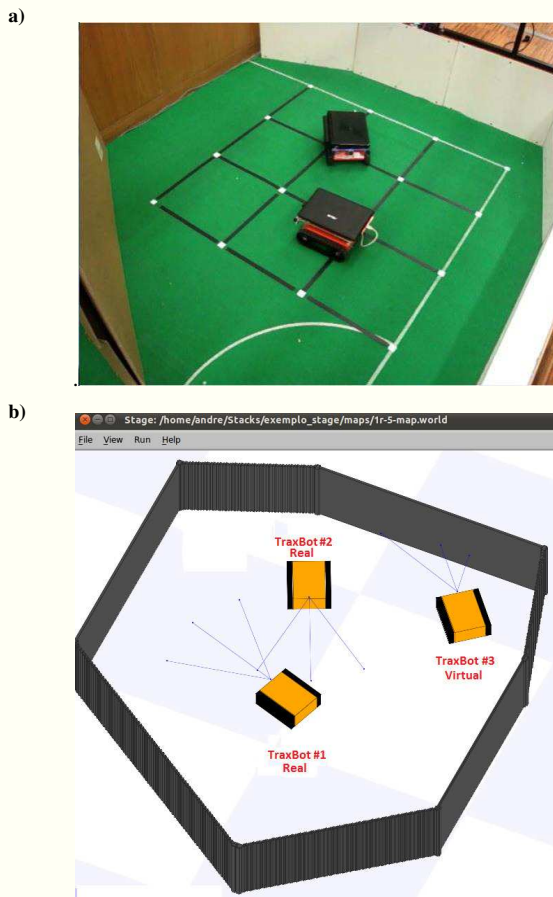 a)
b)
Stage: /home/andre/Stacks/exemplo_stage/maps/1r-5-map.world
File View Run Help
TraxBot #2
Real
TraxBot #3
Virtual
TraxBot #1
Real